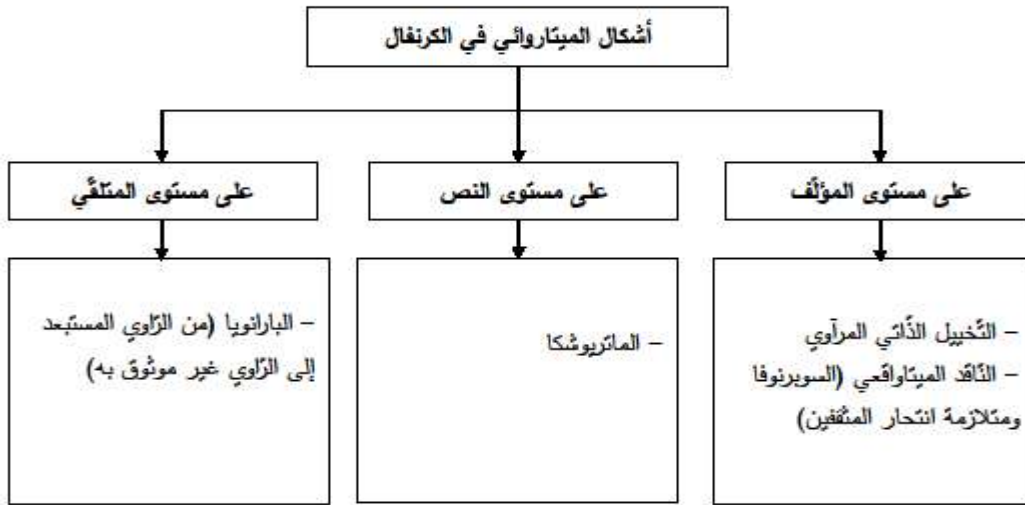 أشكال الميتاروائي في الكرنفال
على مستوى المؤلّف
على مستوى النص
على مستوى المتلقّي
– التّخييل الذّاتي المرآوي
– النّاقد الميتاواقعي (السوبرنوفا
ومتلازمة انتحار المثقفين)
– الماتريوشكا
– البارانويا (من الرّاوي المستبعد
إلى الرّاوي غير موثوق به)